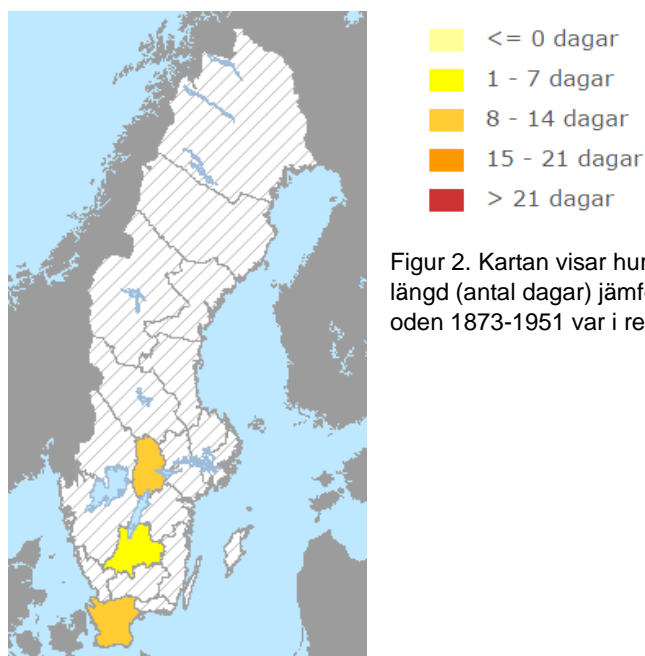 <= 0 dagar
1 - 7 dagar
8 - 14 dagar
15 - 21 dagar
> 21 dagar
Figur 2. Kartan visar hur
längd (antal dagar) jämf
oden 1873-1951 var i re